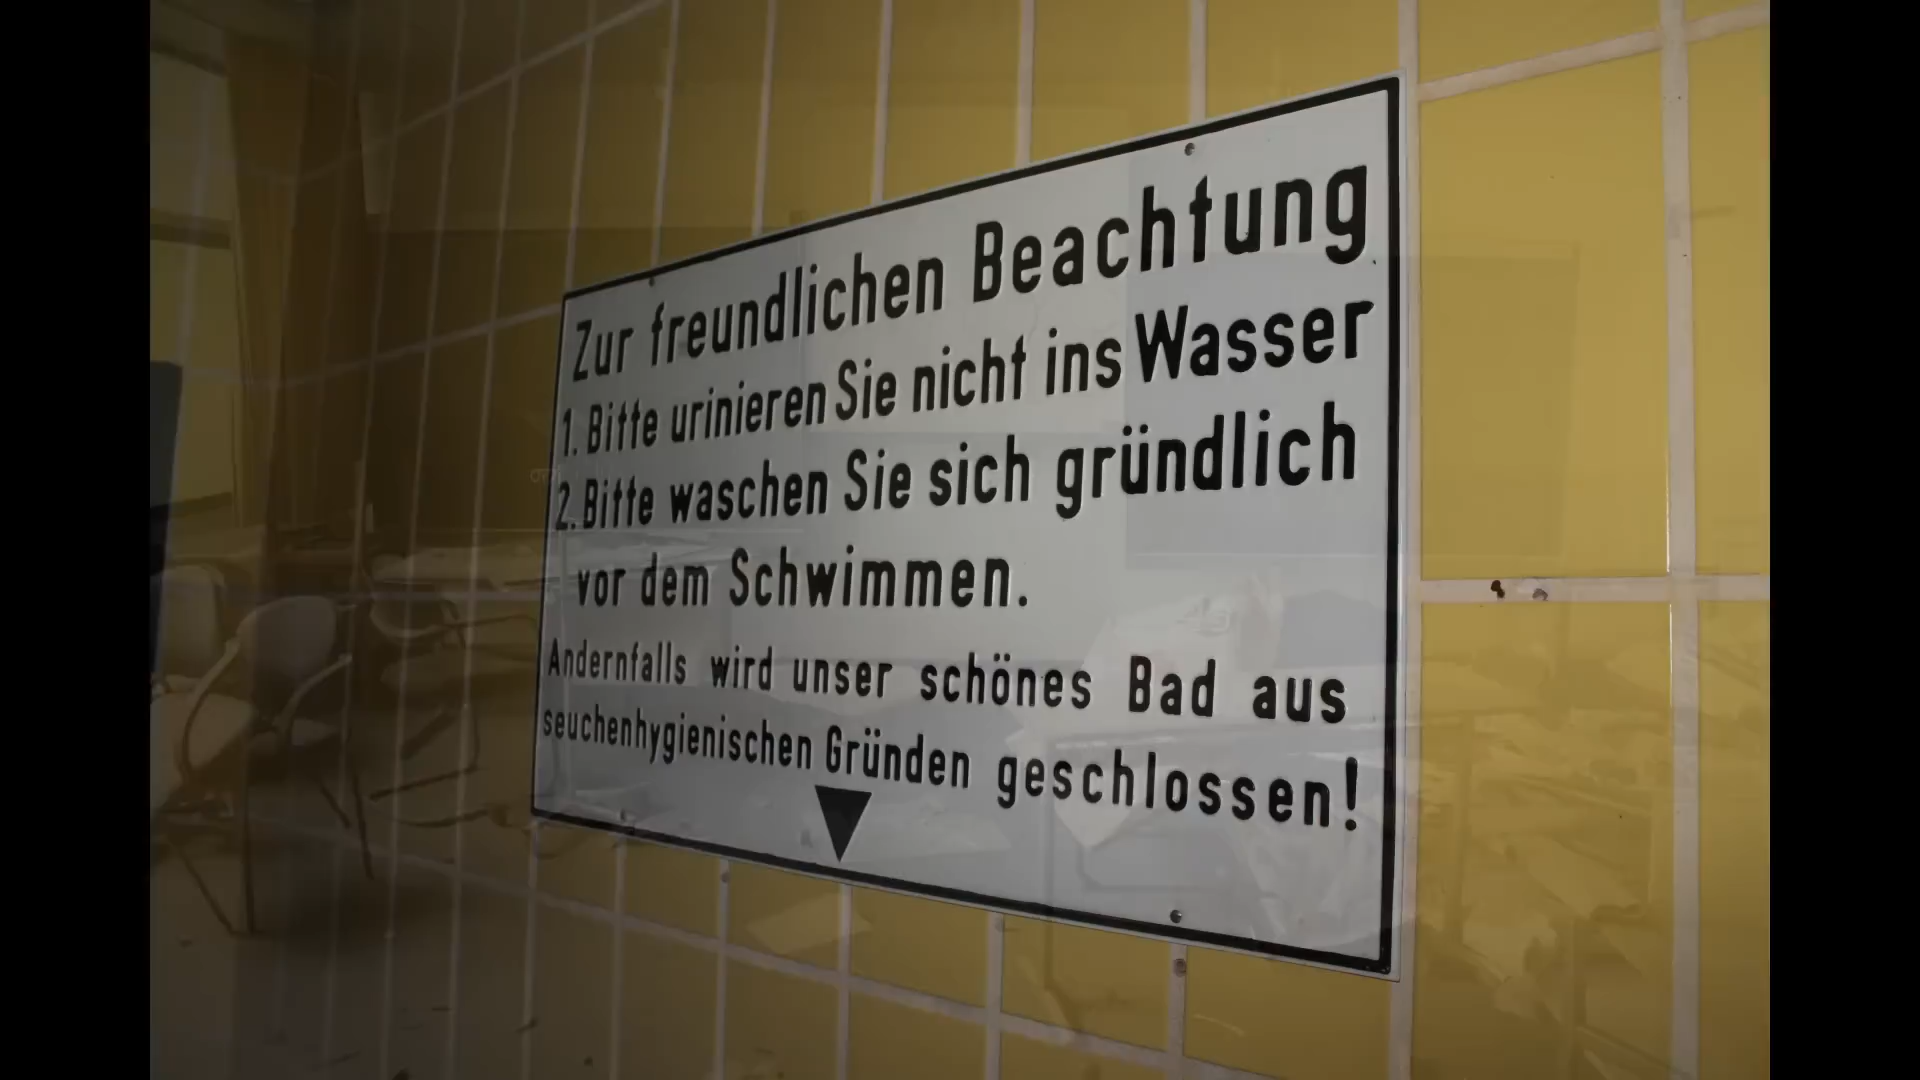 Zur freundlichen Beachtung
1. Bitte urinieren Sie nicht ins Wasser
2. Bitte waschen Sie sich gründlich
vor dem Schwimmen.
Andernfalls wird unser schönes Bad aus
seuchenhygienischen Gründen geschlossen!